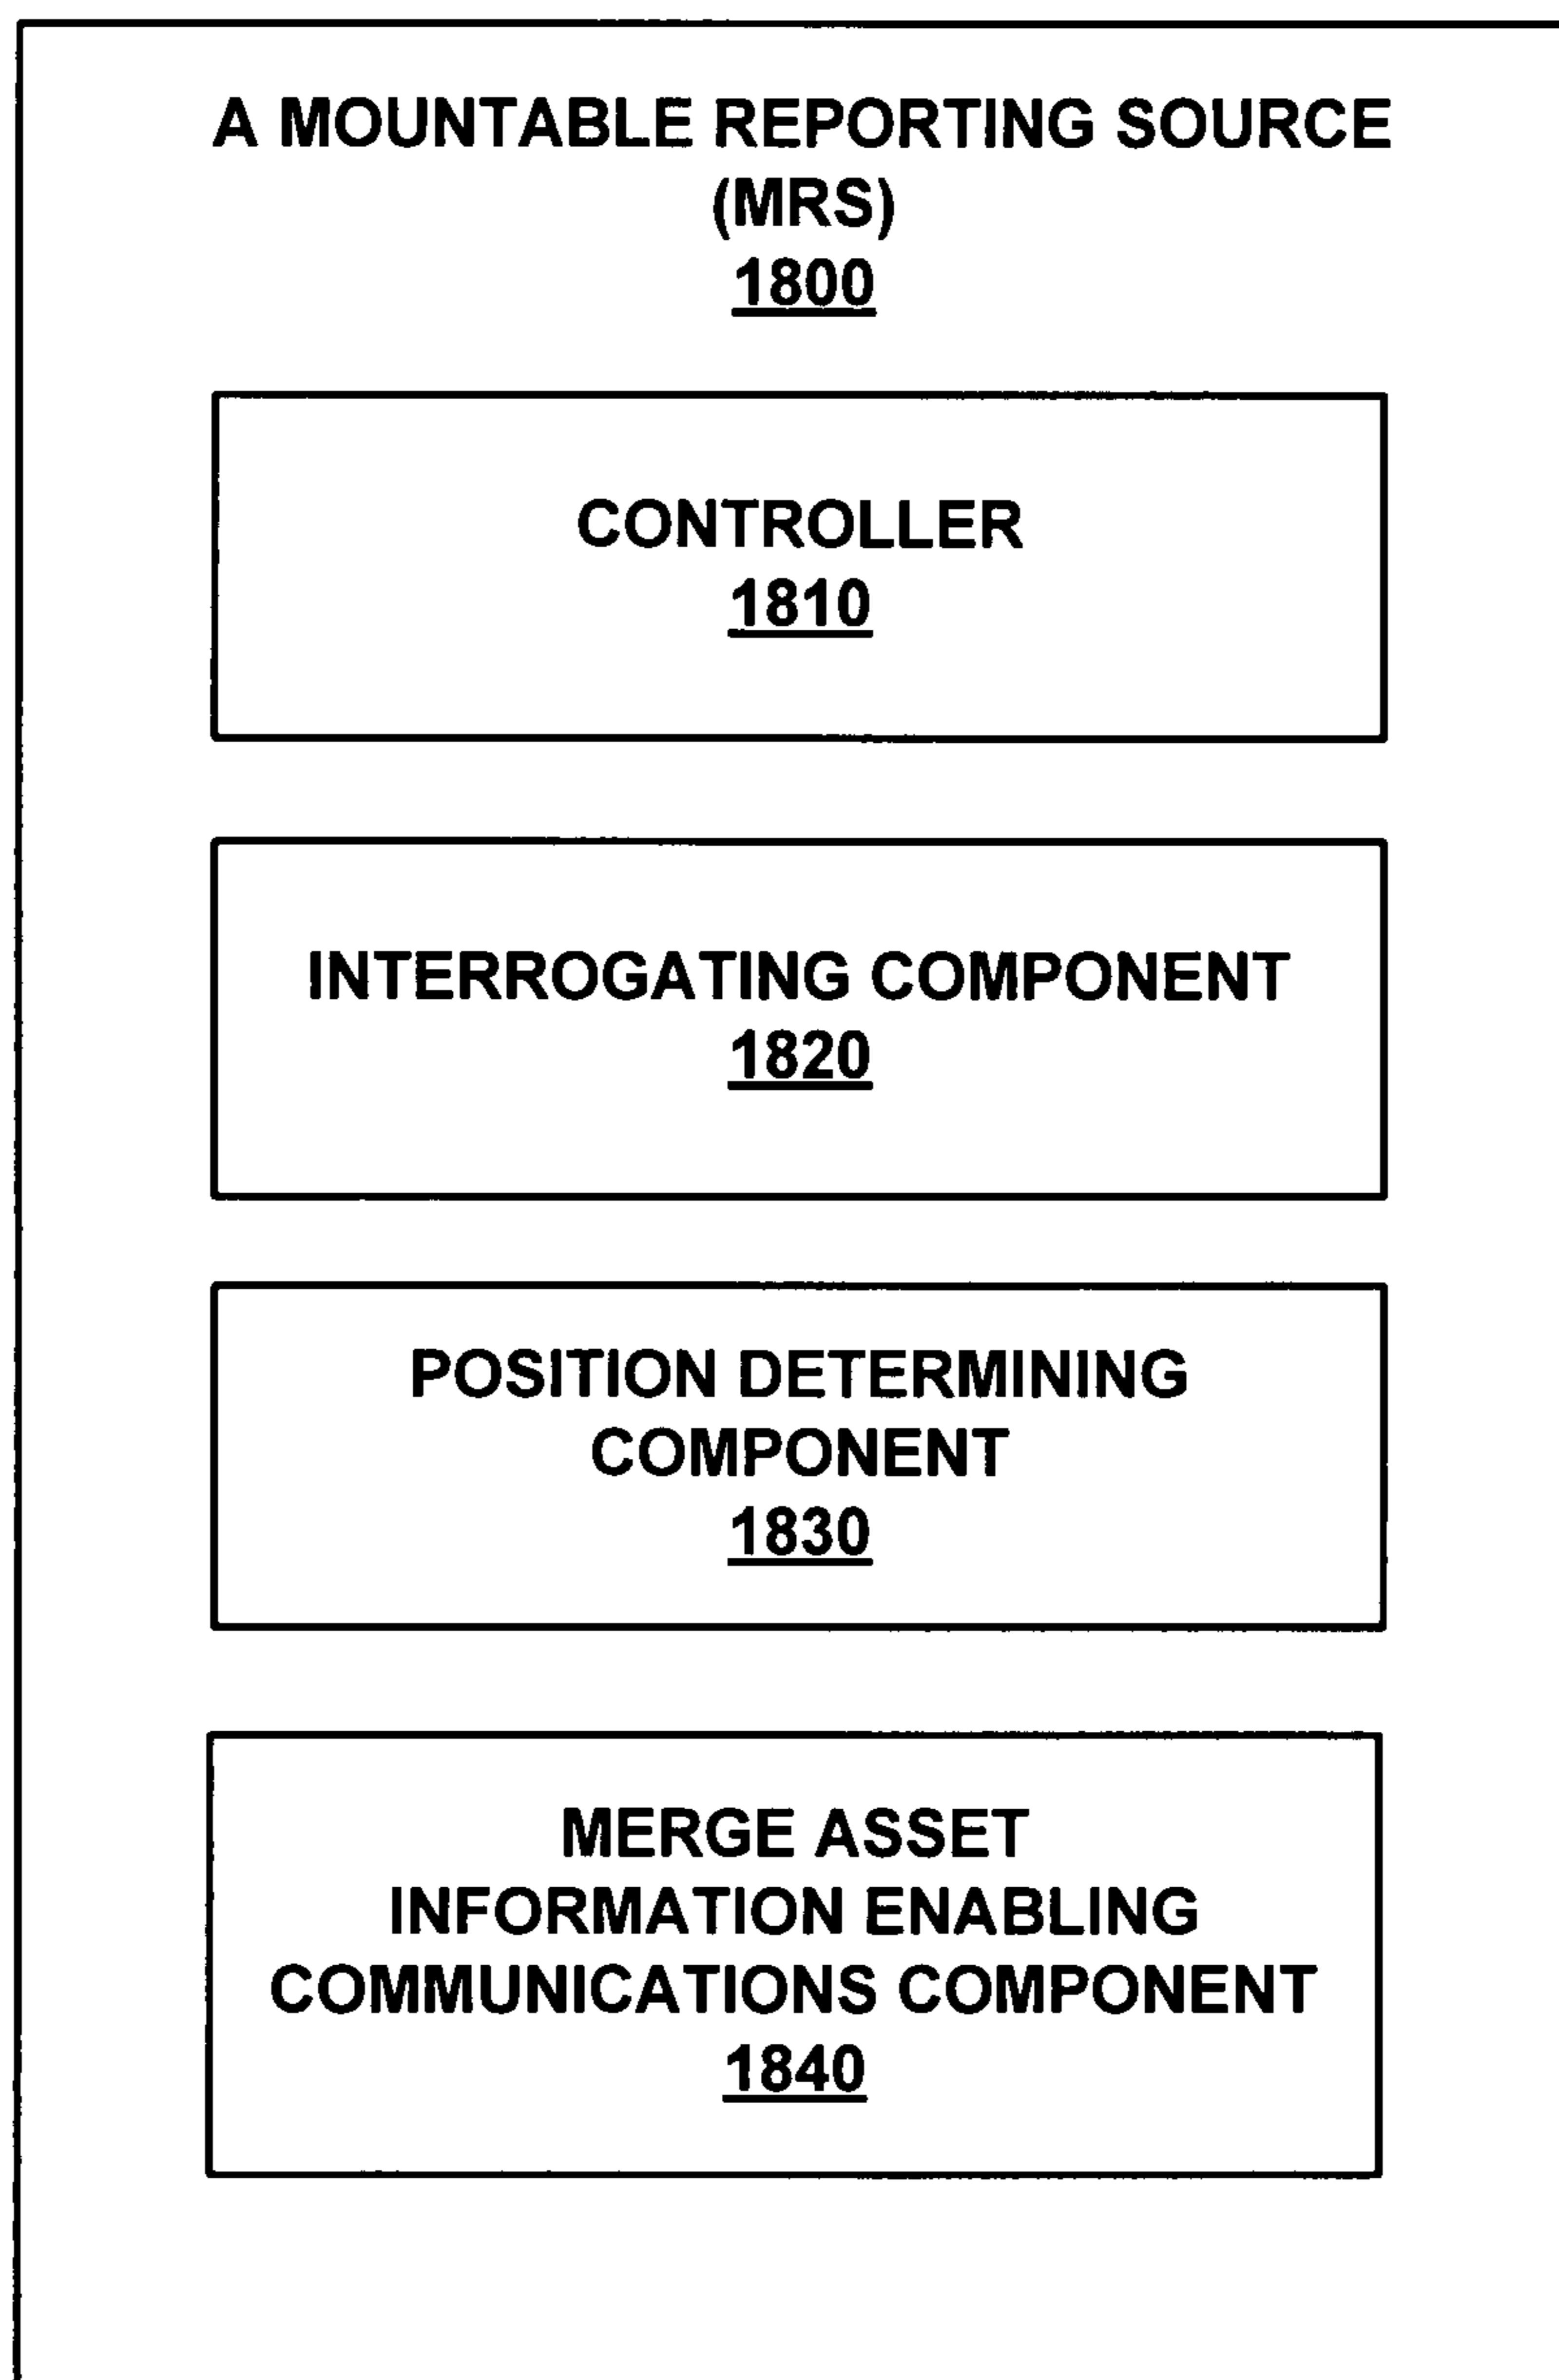 A MOUNTABLE REPORTING SOURCE
(MRS)
1800
CONTROLLER
1810
INTERROGATING COMPONENT
1820
POSITION DETERMINING
COMPONENT
1830
MERGE ASSET
INFORMATION ENABLING
COMMUNICATIONS COMPONENT
1840